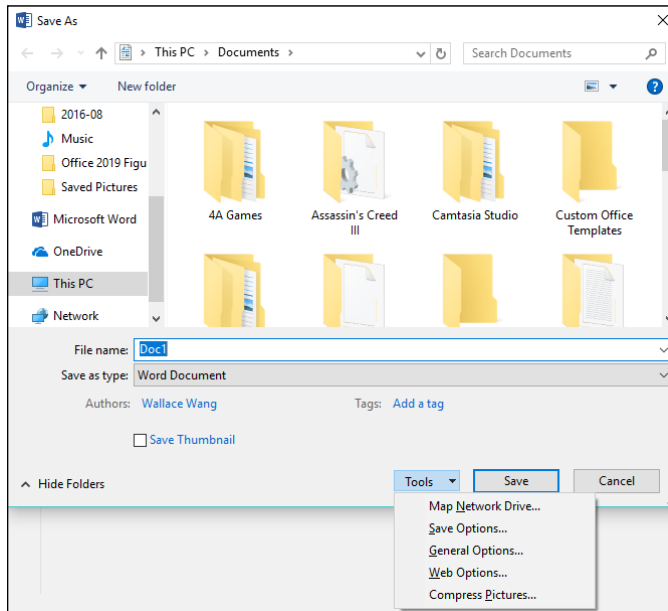 Save As
This PC > Documents >
Search Documents
Organize
New folder
2016-08
Music
Office 2019 Figu
Saved Pictures
Microsoft Word
OneDrive
This PC
Network
4A Games
Assassin's Creed
III
Camtasia Studio
Custom Office
Templates
File name: Doc1
Save as type: Word Document
Authors: Wallace Wang
Tags: Add a tag
Save Thumbnail
Hide Folders
Tools
Save
Cancel
Map Network Drive...
Save Options...
General Options...
Web Options...
Compress Pictures...